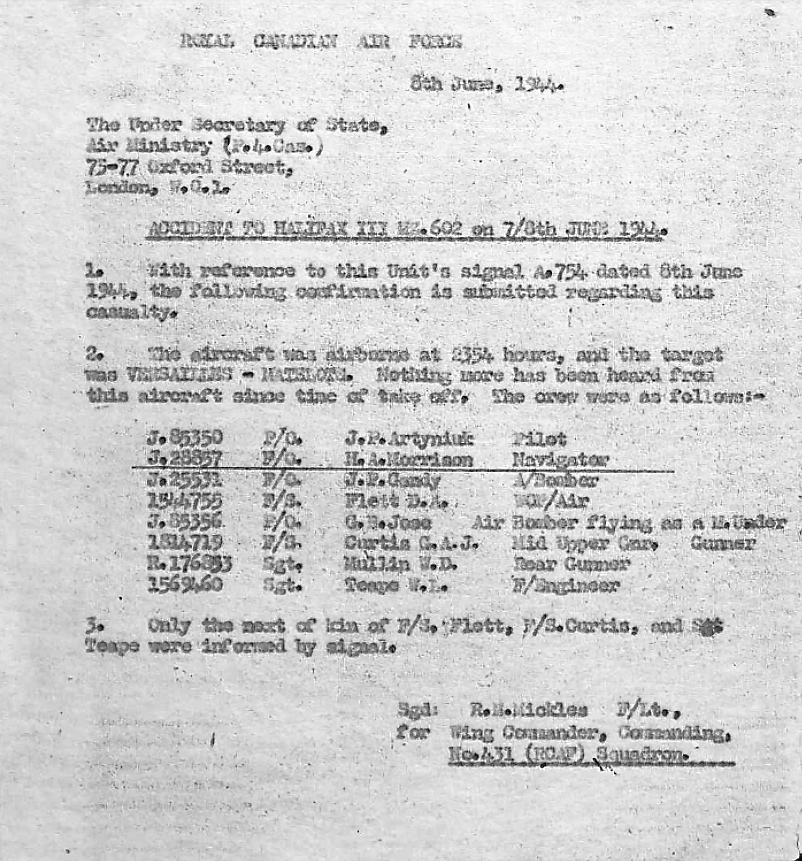 ROYAL CANADIAN AIR FORCE
8th June, 1944.
The Under Secretary of State,
Air Ministry (P.4.Cas.)
75-77 Oxford Street,
London, W.C.1.
ACCIDENT TO HALIFAX III MZ.602 on 7/8th JUNE 1944.
1. With reference to this Unit's signal A.754 dated 8th June
1944, the following confirmation is submitted regarding this
casualty.
2. The aircraft was airborne at 2354 hours, and the target
was VERSAILLES - MATELOTS. Nothing more has been heard from
this aircraft since time of take off. The crew were as follows:-
J.85350 P/O. J.P.Artyniuk Pilot
J.28857 F/O. H.A.Morrison Navigator
J.25531 F/O. J.F.Gandy A/Bomber
1544755 F/S. Flett D.A. WOP/Air
J.85356 P/O. G.E.Jose Air Bomber flying as a M.Under
1814719 F/S. Curtis C.A.J. Mid Upper Gnr. Gunner
R.176853 Sgt. Mullin W.D. Rear Gunner
1569460 Sgt. Teape W.L. F/Engineer
3. Only the next of kin of F/S. Flett, F/S.Curtis, and Sgt
Teape were informed by signal.
Sgd: R.N.Mickles F/Lt.,
for Wing Commander, Commanding,
No.431 (RCAF) Squadron.